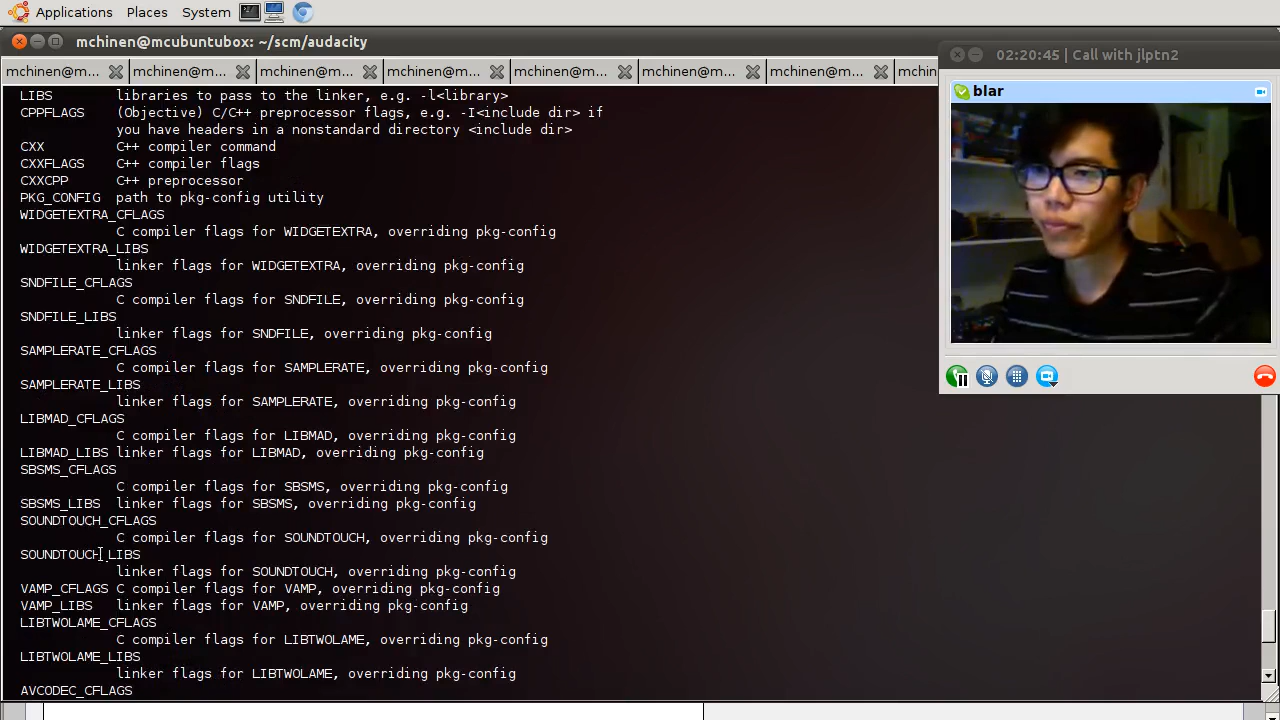 Applications Places System
mchinen@mcubuntubox: ~/scm/audacity
mchinen@m... mchinen@m... mchinen@m... mchinen@m... mchinen@m... mchinen@m... mchinen@m... mchinen
LIBS libraries to pass to the linker, e.g. -l<library>
CPPFLAGS (Objective) C/C++ preprocessor flags, e.g. -I<include dir> if
you have headers in a nonstandard directory <include dir>
CXX C++ compiler command
CXXFLAGS C++ compiler flags
CXXCPP C++ preprocessor
PKG_CONFIG path to pkg-config utility
WIDGETEXTRA_CFLAGS
C compiler flags for WIDGETEXTRA, overriding pkg-config
WIDGETEXTRA_LIBS
linker flags for WIDGETEXTRA, overriding pkg-config
SNDFILE_CFLAGS
C compiler flags for SNDFILE, overriding pkg-config
SNDFILE_LIBS
linker flags for SNDFILE, overriding pkg-config
SAMPLERATE_CFLAGS
C compiler flags for SAMPLERATE, overriding pkg-config
SAMPLERATE_LIBS
linker flags for SAMPLERATE, overriding pkg-config
LIBMAD_CFLAGS
C compiler flags for LIBMAD, overriding pkg-config
LIBMAD_LIBS linker flags for LIBMAD, overriding pkg-config
SBSMS_CFLAGS
C compiler flags for SBSMS, overriding pkg-config
SBSMS_LIBS linker flags for SBSMS, overriding pkg-config
SOUNDTOUCH_CFLAGS
C compiler flags for SOUNDTOUCH, overriding pkg-config
SOUNDTOUCH_LIBS
linker flags for SOUNDTOUCH, overriding pkg-config
VAMP_CFLAGS C compiler flags for VAMP, overriding pkg-config
VAMP_LIBS linker flags for VAMP, overriding pkg-config
LIBTWOLAME_CFLAGS
C compiler flags for LIBTWOLAME, overriding pkg-config
LIBTWOLAME_LIBS
linker flags for LIBTWOLAME, overriding pkg-config
AVCODEC_CFLAGS
02:20:45 | Call with jlptn2
blar